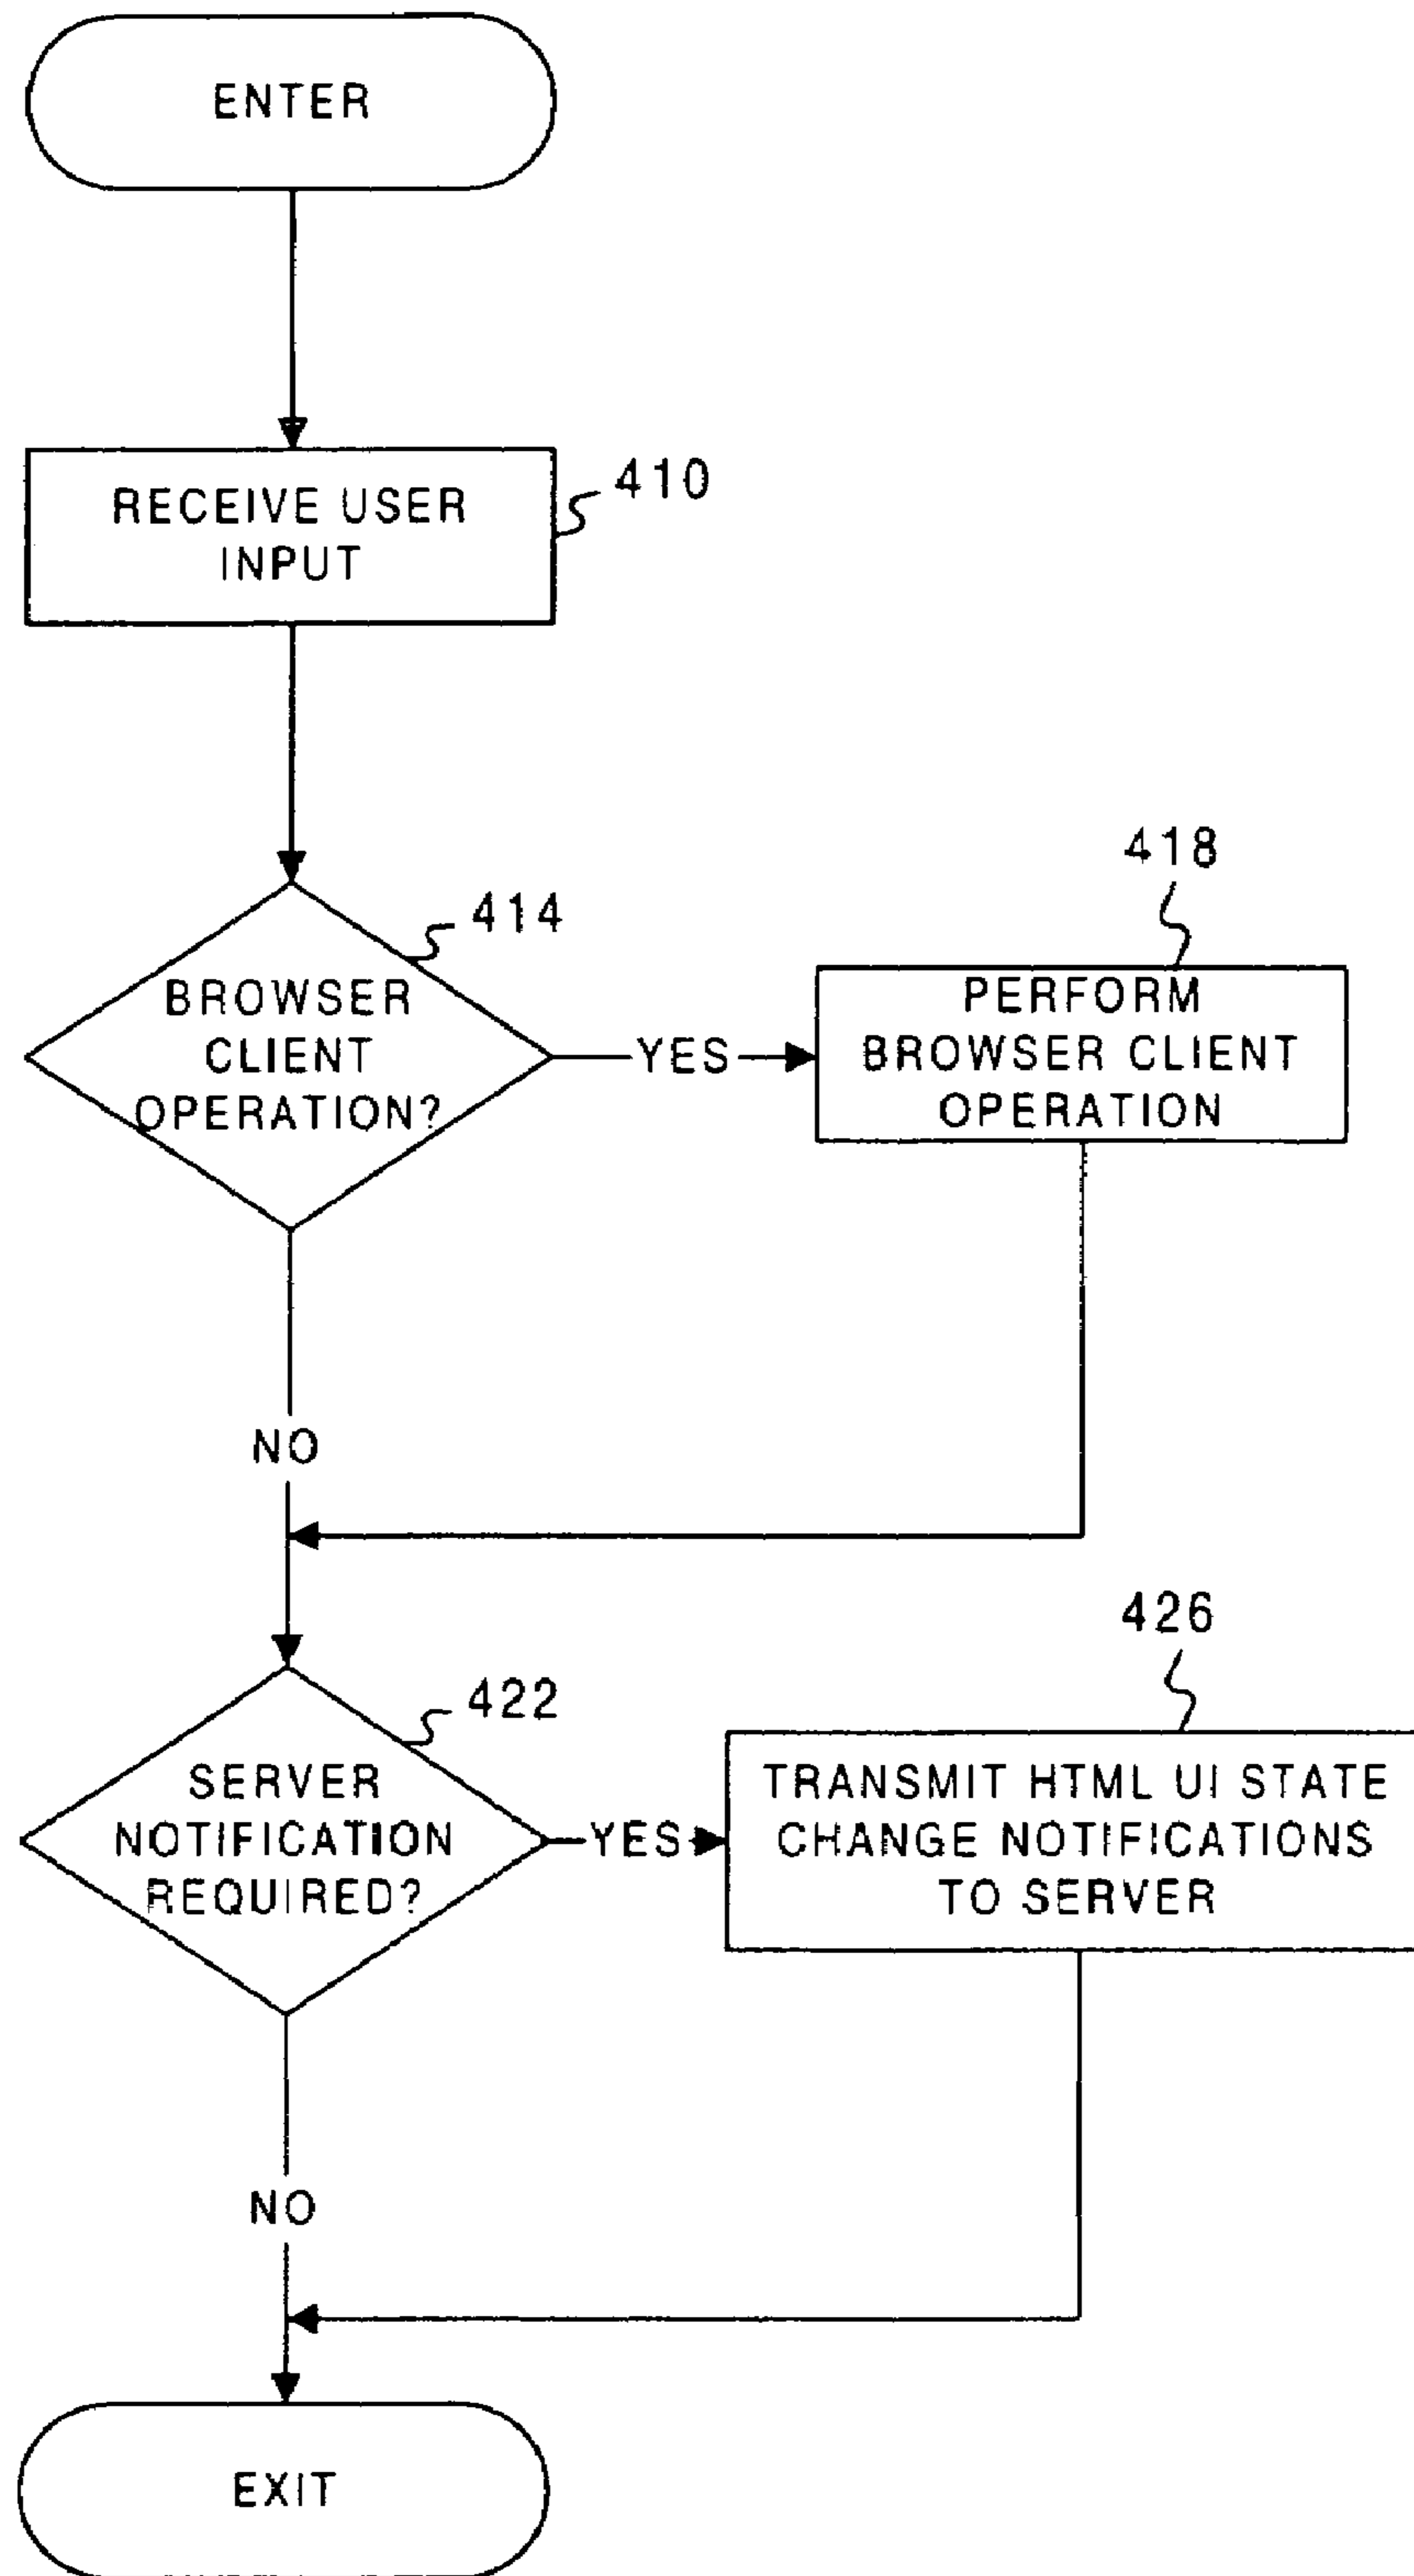 ENTER
RECEIVE USER
INPUT
410
414
BROWSER
CLIENT
OPERATION?
YES
418
PERFORM
BROWSER CLIENT
OPERATION
NO
422
SERVER
NOTIFICATION
REQUIRED?
YES
426
TRANSMIT HTML UI STATE
CHANGE NOTIFICATIONS
TO SERVER
NO
EXIT